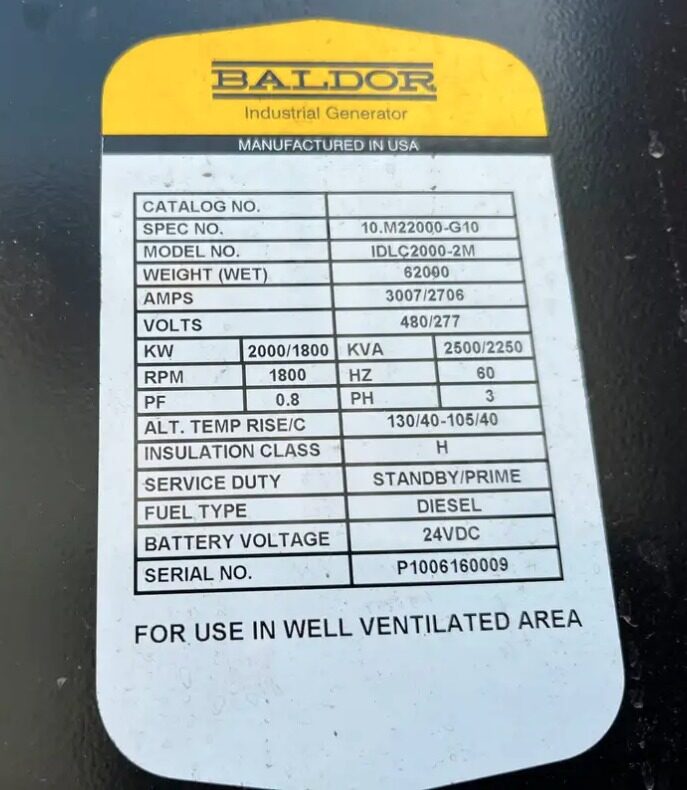 BALDOR
Industrial Generator
MANUFACTURED IN USA
CATALOG NO.
SPEC NO. 10.M22000-G10
MODEL NO. IDLC2000-2M
WEIGHT (WET) 62090
AMPS 3007/2706
VOLTS 480/277
KW 2000/1800 KVA 2500/2250
RPM 1800 HZ 60
PF 0.8 PH 3
ALT. TEMP RISE/C 130/40-105/40
INSULATION CLASS H
SERVICE DUTY STANDBY/PRIME
FUEL TYPE DIESEL
BATTERY VOLTAGE 24VDC
SERIAL NO. P1006160009
FOR USE IN WELL VENTILATED AREA